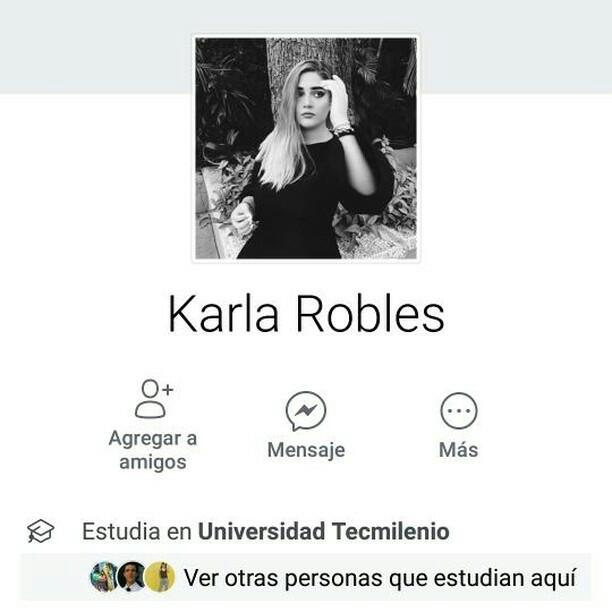 Karla Robles
Agregar a
amigos
Mensaje
Más
Estudia en Universidad Tecmilenio
Ver otras personas que estudian aquí